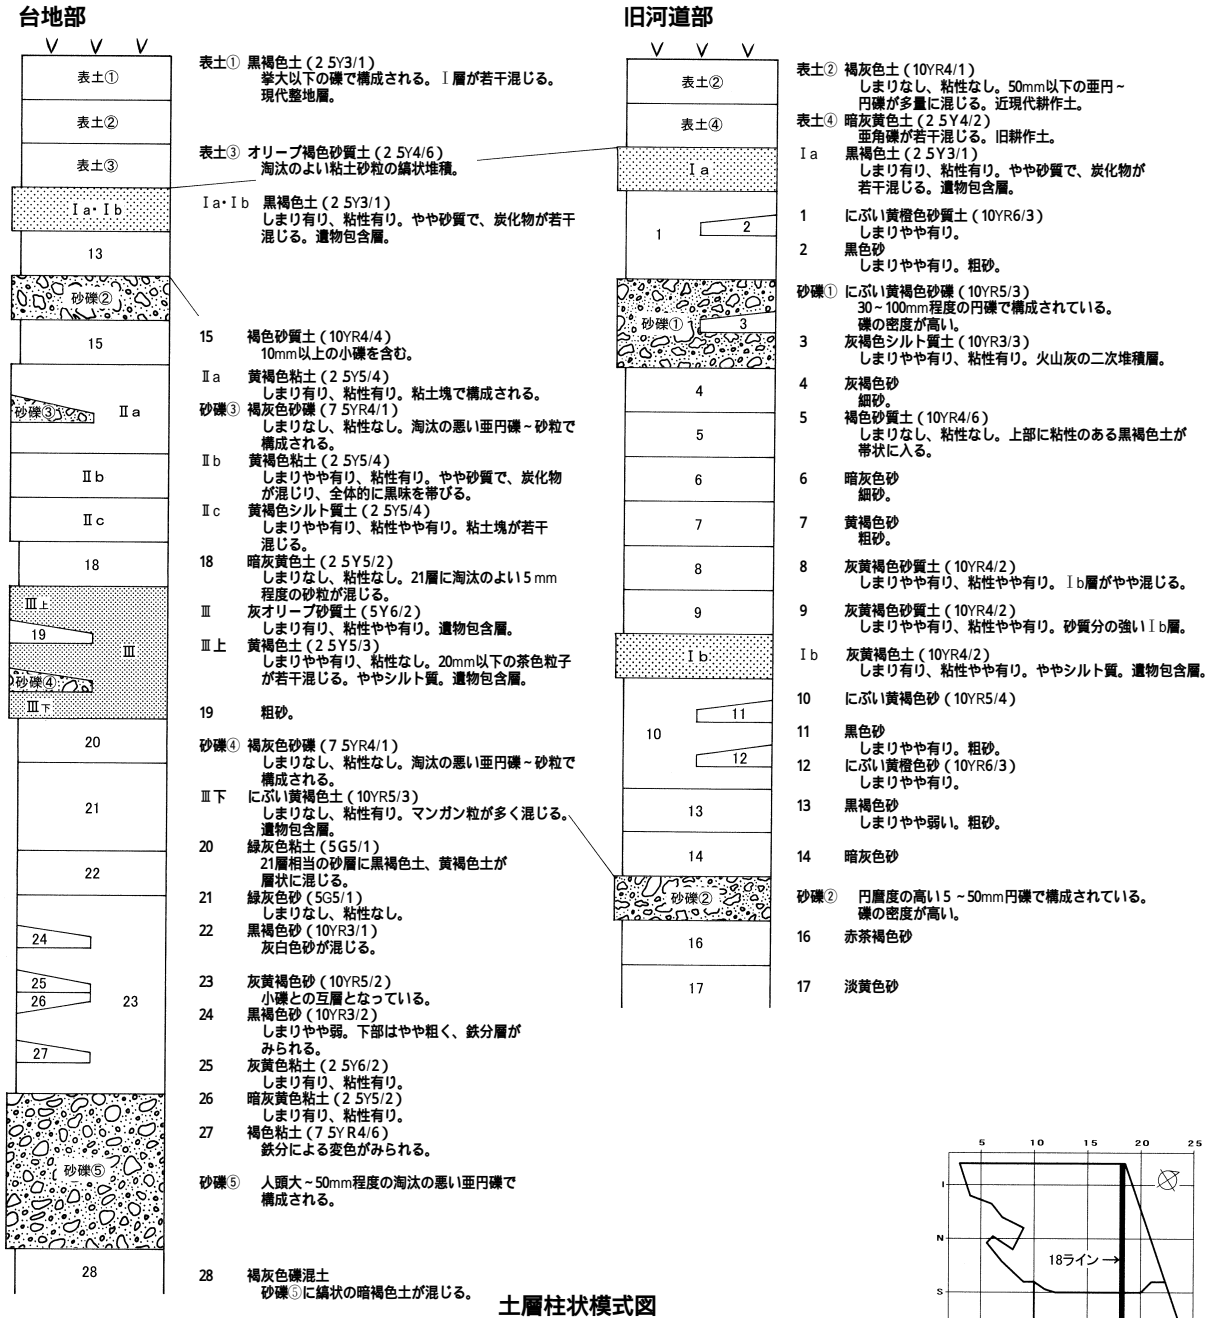 台地部
表土①
表土②
表土③
Ⅰa・Ⅰb
13
砂礫②
15
砂礫③ Ⅱa
Ⅱb
Ⅱc
18
Ⅲ上
19
Ⅲ
砂礫④
Ⅲ下
20
21
22
24
25
26
23
27
砂礫⑤
28
表土① 黒褐色土（2.5Y3/1）
拳大以下の礫で構成される。Ⅰ層が若干混じる。
現代整地層。
表土③ オリーブ褐色砂質土（2.5Y4/6）
淘汰のよい粘土砂粒の縞状堆積。
Ⅰa・Ⅰb 黒褐色土（2.5Y3/1）
しまり有り、粘性有り。やや砂質で、炭化物が若干
混じる。遺物包含層。
15 褐色砂質土（10YR4/4）
10mm以上の小礫を含む。
Ⅱa 黄褐色粘土（2.5Y5/4）
しまり有り、粘性有り。粘土塊で構成される。
砂礫③ 褐灰色砂礫（7.5YR4/1）
しまりなし、粘性なし。淘汰の悪い亜円礫～砂粒で
構成される。
Ⅱb 黄褐色粘土（2.5Y5/4）
しまりやや有り、粘性有り。やや砂質で、炭化物
が混じり、全体的に黒味を帯びる。
Ⅱc 黄褐色シルト質土（2.5Y5/4）
しまりやや有り、粘性やや有り。粘土塊が若干
混じる。
18 暗灰黄色土（2.5Y5/2）
しまりなし、粘性なし。21層に淘汰のよい5mm
程度の砂粒が混じる。
Ⅲ 灰オリーブ砂質土（5Y6/2）
しまり有り、粘性やや有り。遺物包含層。
Ⅲ上 黄褐色土（2.5Y5/3）
しまりやや有り、粘性なし。20mm以下の茶色粒子
が若干混じる。ややシルト質。遺物包含層。
19 粗砂。
砂礫④ 褐灰色砂礫（7.5YR4/1）
しまりなし、粘性なし。淘汰の悪い亜円礫～砂粒で
構成される。
Ⅲ下 にぶい黄褐色土（10YR5/3）
しまりなし、粘性有り。マンガン粒が多く混じる。
遺物包含層。
20 緑灰色粘土（5G5/1）
21層相当の砂層に黒褐色土、黄褐色土が
層状に混じる。
21 緑灰色砂（5G5/1）
しまりなし、粘性なし。
22 黒褐色砂（10YR3/1）
灰白色砂が混じる。
23 灰黄褐色砂（10YR5/2）
小礫との互層となっている。
24 黒褐色砂（10YR3/2）
しまりやや弱。下部はやや粗く、鉄分層が
みられる。
25 灰黄色粘土（2.5Y6/2）
しまり有り、粘性有り。
26 暗灰黄色粘土（2.5Y5/2）
しまり有り、粘性有り。
27 褐色粘土（7.5YR4/6）
鉄分による変色がみられる。
砂礫⑤ 人頭大～50mm程度の淘汰の悪い亜円礫で
構成される。
28 褐灰色礫混土
砂礫⑤に縞状の暗褐色土が混じる。
旧河道部
表土②
表土④
Ⅰa
1
2
砂礫①
3
4
5
6
7
8
9
Ⅰb
10
11
12
13
14
砂礫②
16
17
表土② 褐灰色土（10YR4/1）
しまりなし、粘性なし。50mm以下の亜円～
円礫が多量に混じる。近現代耕作土。
表土④ 暗灰黄色土（2.5Y4/2）
亜角礫が若干混じる。旧耕作土。
Ⅰa 黒褐色土（2.5Y3/1）
しまり有り、粘性有り。やや砂質で、炭化物が
若干混じる。遺物包含層。
1 にぶい黄橙色砂質土（10YR6/3）
しまりやや有り。
2 黒色砂
しまりやや有り。粗砂。
砂礫① にぶい黄褐色砂礫（10YR5/3）
30～100mm程度の円礫で構成されている。
礫の密度が高い。
3 灰褐色シルト質土（10YR3/3）
しまりやや有り、粘性有り。火山灰の二次堆積層。
4 灰褐色砂
細砂。
5 褐色砂質土（10YR4/6）
しまりなし、粘性なし。上部に粘性のある黒褐色土が
帯状に入る。
6 暗灰色砂
細砂。
7 黄褐色砂
粗砂。
8 灰黄褐色砂質土（10YR4/2）
しまりやや有り、粘性やや有り。Ⅰb層がやや混じる。
9 灰黄褐色砂質土（10YR4/2）
しまりやや有り、粘性やや有り。砂質分の強いⅠb層。
Ⅰb 灰黄褐色土（10YR4/2）
しまり有り、粘性やや有り。ややシルト質。遺物包含層。
10 にぶい黄褐色砂（10YR5/4）
11 黒色砂
しまりやや有り。粗砂。
12 にぶい黄橙色砂（10YR6/3）
しまりやや有り。
13 黒褐色砂
しまりやや弱い。粗砂。
14 暗灰色砂
砂礫② 円磨度の高い5～50mm円礫で構成されている。
礫の密度が高い。
16 赤茶褐色砂
17 淡黄色砂
5 10 15 20 25
I
N
18ライン→
S
土層柱状模式図